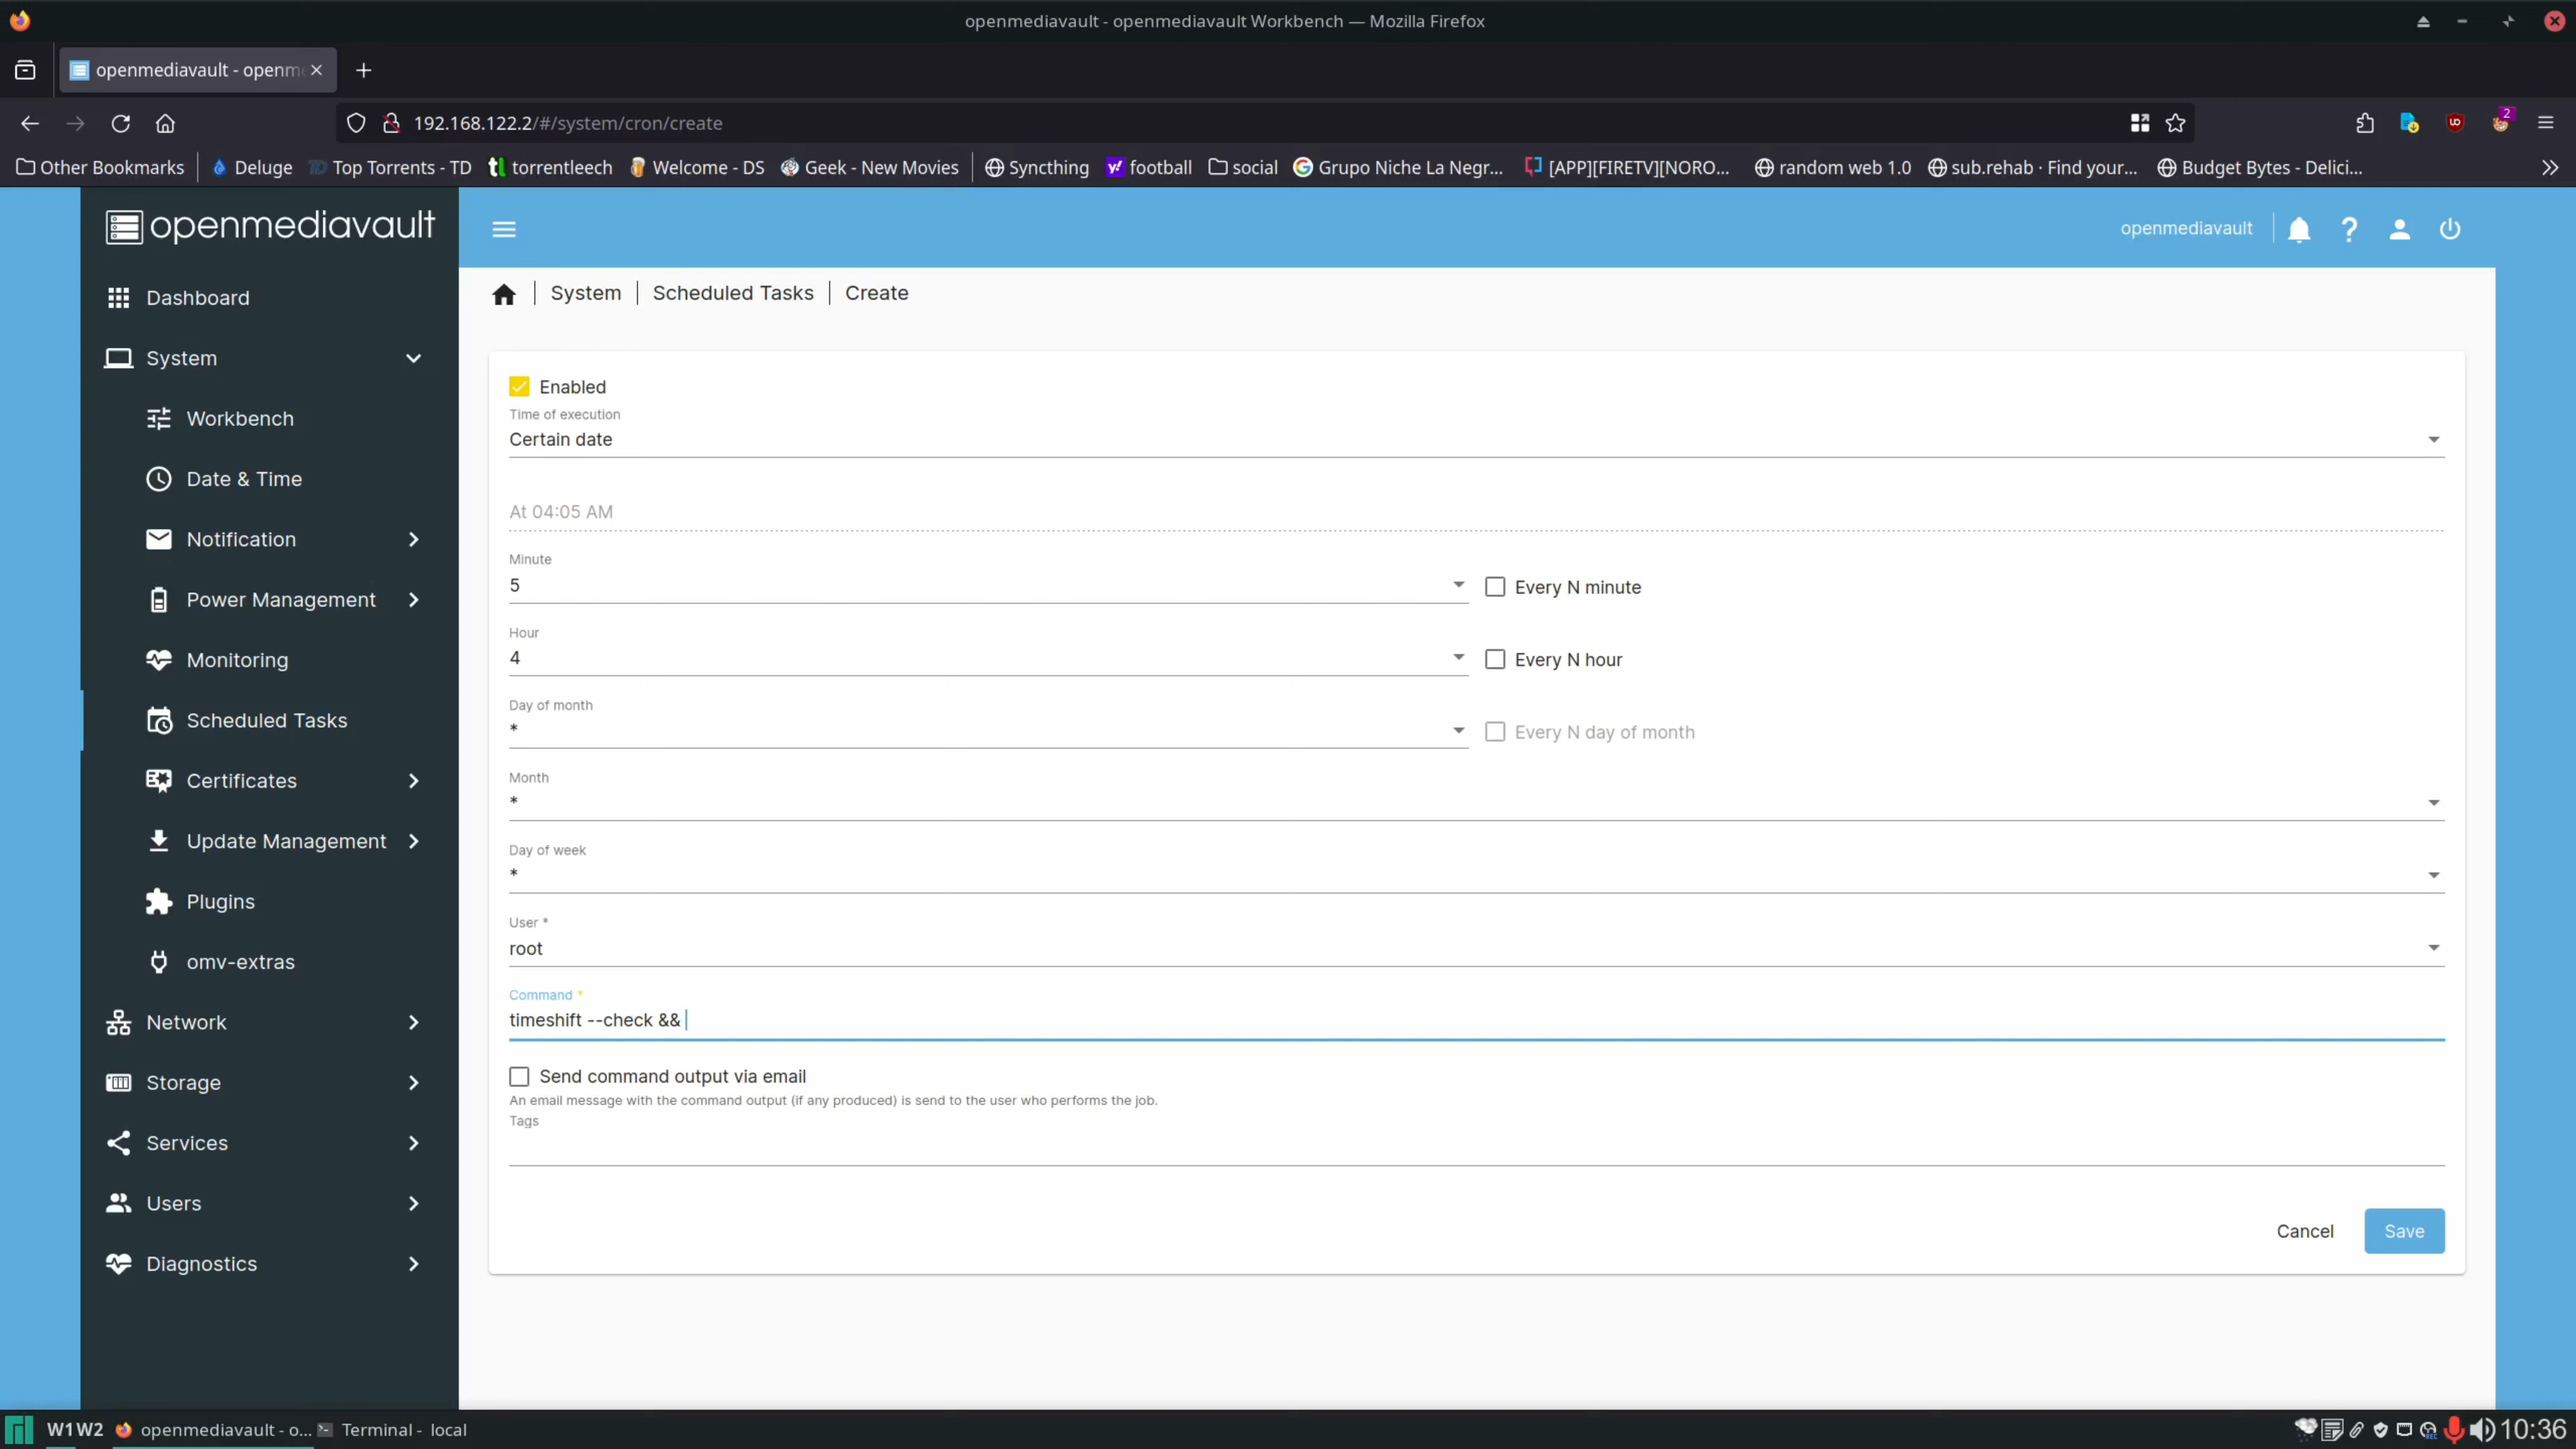 openmediavault - openmediavault Workbench — Mozilla Firefox
openmediavault - openm
192.168.122.2/#/system/cron/create
2
Other Bookmarks
Deluge
TD Top Torrents - TD
tl torrentleech
Welcome - DS
Geek - New Movies
Syncthing
y! football
social
Grupo Niche La Negr...
[APP][FIRETV][NORO...
random web 1.0
sub.rehab · Find your...
Budget Bytes - Delici...
openmediavault
openmediavault
Dashboard
System
Workbench
Date & Time
Notification
Power Management
Monitoring
Scheduled Tasks
Certificates
Update Management
Plugins
omv-extras
Network
Storage
Services
Users
Diagnostics
System | Scheduled Tasks | Create
Enabled
Time of execution
Certain date
At 04:05 AM
Minute
5
Every N minute
Hour
4
Every N hour
Day of month
*
Every N day of month
Month
*
Day of week
*
User *
root
Command *
timeshift --check &&
Send command output via email
An email message with the command output (if any produced) is send to the user who performs the job.
Tags
Cancel
Save
W1 W2
openmediavault - o...
Terminal - local
10:36